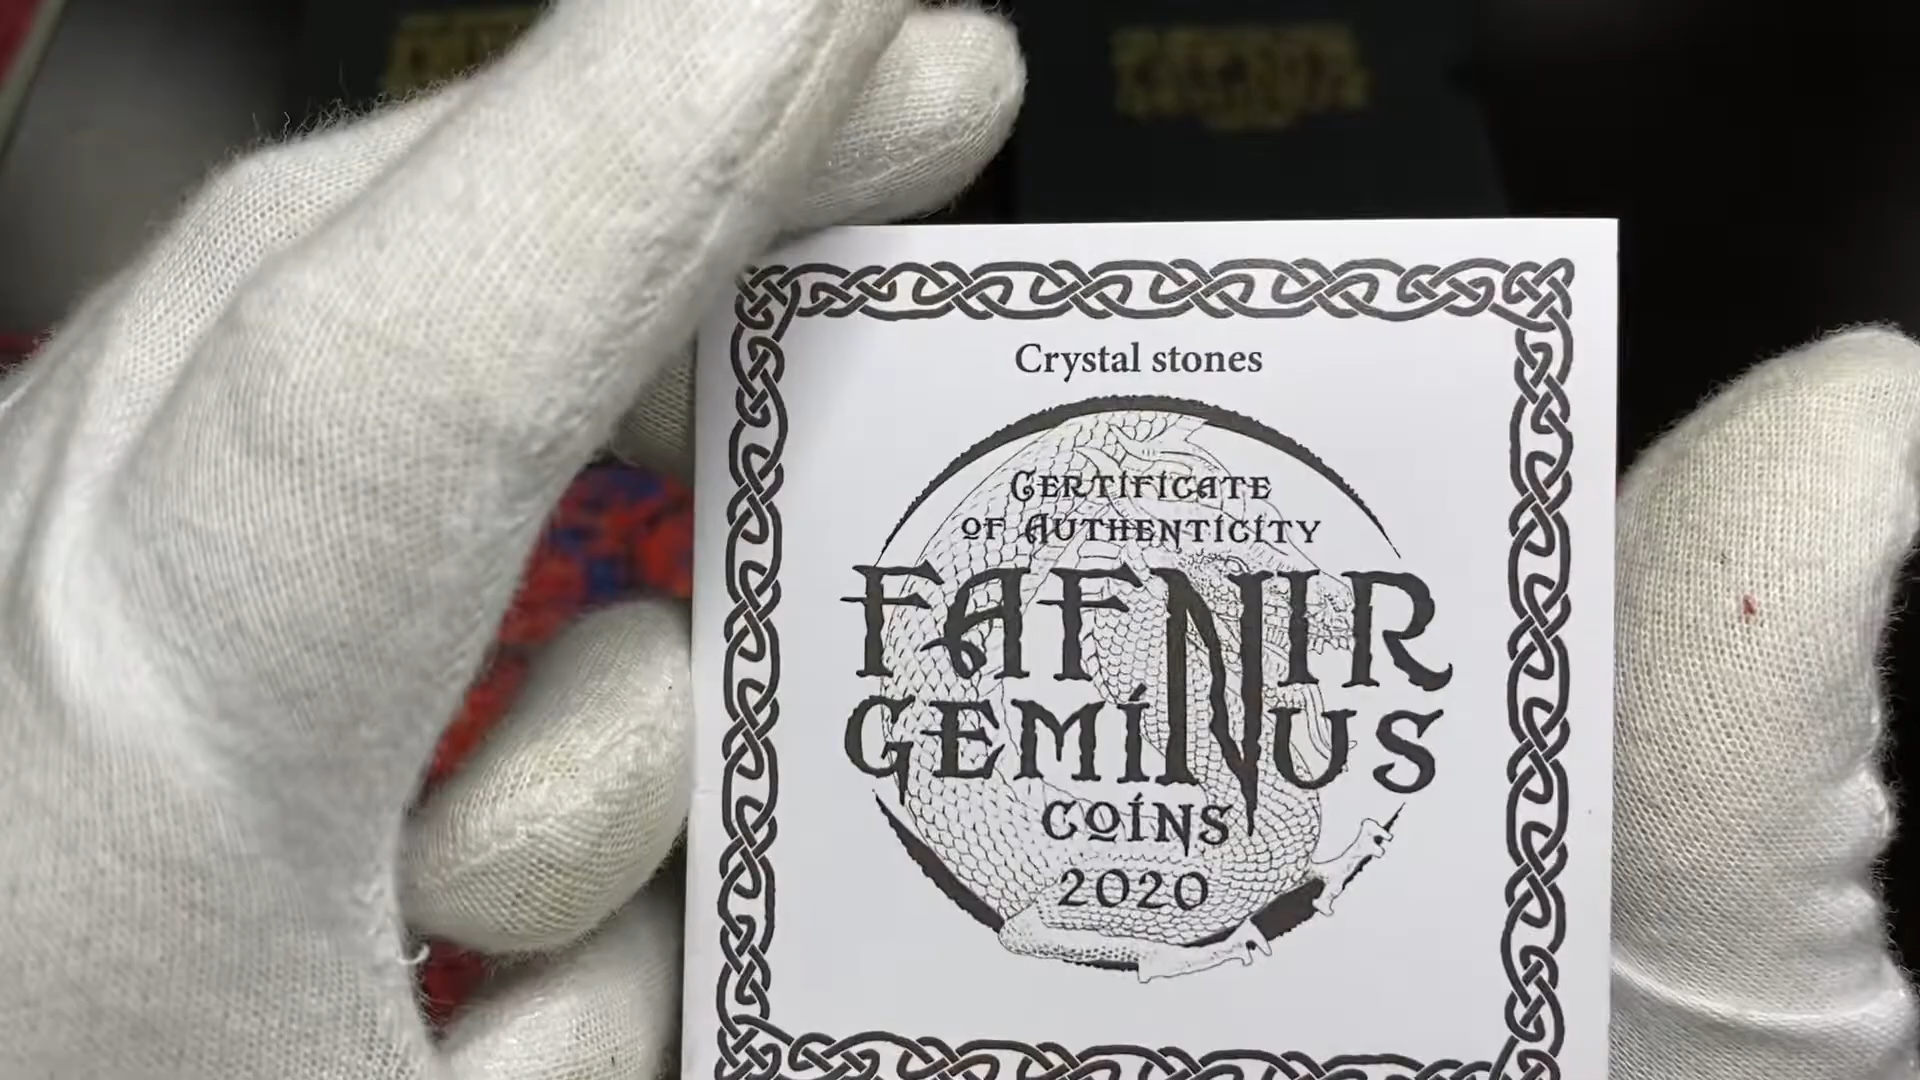 Crystal stones
CERTIFICATE
OF AUTHENTICITY
FAFNIR
GEMINUS
COINS
2020